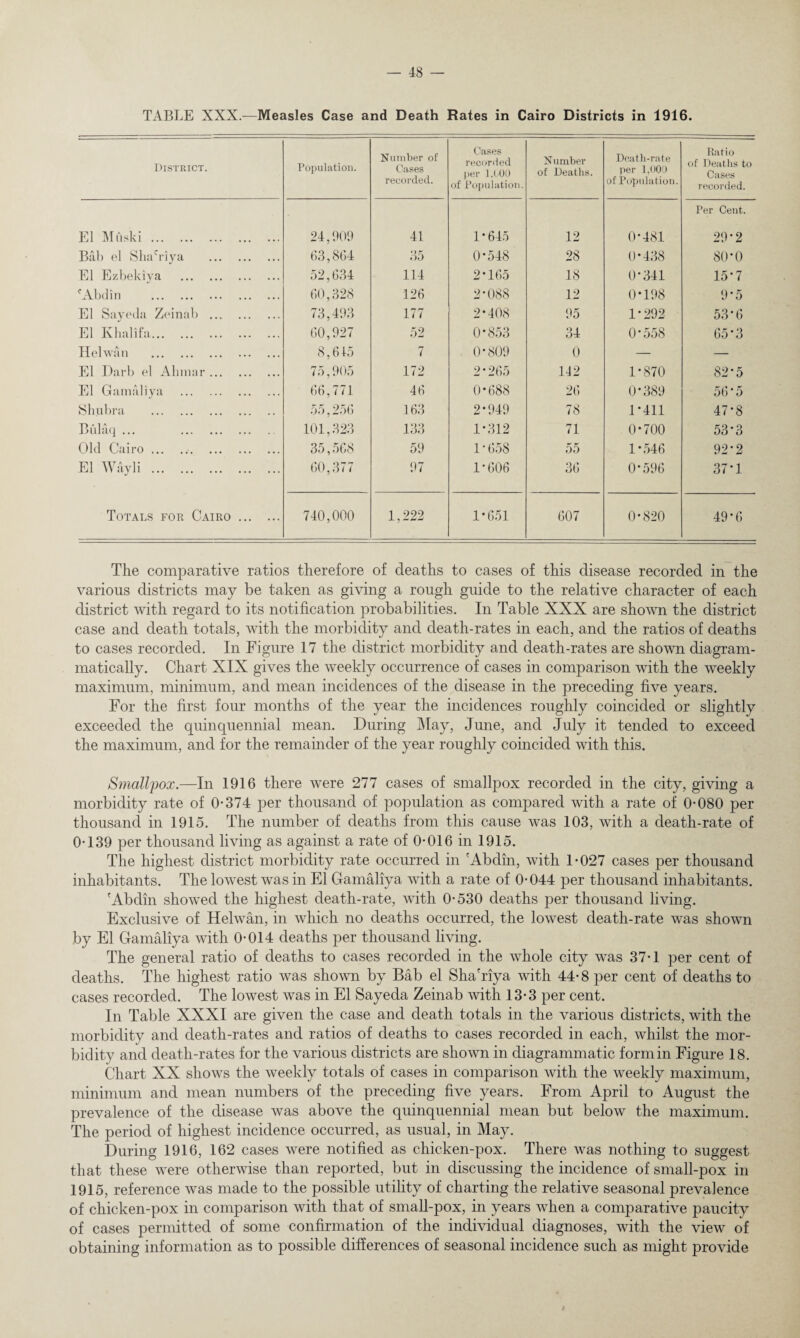 — 48 —
TABLE XXX.—Measles Case and Death Rates in Cairo Districts in 1916.
District. | Population. | Number of Cases recorded. | Cases recorded per 1,000 of Population. | Number of Deaths. | Death-rate per 1,000 of Population. | Ratio of Deaths to Cases recorded.
Per Cent.
El Mûski ... ... ... ... ... 24,909 41 1·645 12 0·481 29·2
Bâb el Shaʿrîya ... ... ... 63,864 35 0·548 28 0·438 80·0
El Ezbekîya ... ... ... ... 52,634 114 2·165 18 0·341 15·7
ʿAbdîn ... ... ... ... ... 60,328 126 2·088 12 0·198 9·5
El Sayeda Zeinab ... ... ... 73,493 177 2·408 95 1·292 53·6
El Khalîfa... ... ... ... ... 60,927 52 0·853 34 0·558 65·3
Helwân ... ... ... ... ... 8,645 7 0·809 0 — —
El Darb el Ahmar ... ... ... 75,905 172 2·265 142 1·870 82·5
El Gamâlîya ... ... ... ... 66,771 46 0·688 26 0·389 56·5
Shubra ... ... ... ... .. 55,256 163 2·949 78 1·411 47·8
Bûlâq ... ... ... ... .. 101,323 133 1·312 71 0·700 53·3
Old Cairo ... ... ... ... ... 35,568 59 1·658 55 1·546 92·2
El Wâyli ... ... ... ... ... 60,377 97 1·606 36 0·596 37·1
Totals for Cairo ... ... 740,000 1,222 1·651 607 0·820 49·6
The comparative ratios therefore of deaths to cases of this disease recorded in the
various districts may be taken as giving a rough guide to the relative character of each
district with regard to its notification probabilities. In Table XXX are shown the district
case and death totals, with the morbidity and death-rates in each, and the ratios of deaths
to cases recorded. In Figure 17 the district morbidity and death-rates are shown diagram-
matically. Chart XIX gives the weekly occurrence of cases in comparison with the weekly
maximum, minimum, and mean incidences of the disease in the preceding five years.
For the first four months of the year the incidences roughly coincided or slightly
exceeded the quinquennial mean. During May, June, and July it tended to exceed
the maximum, and for the remainder of the year roughly coincided with this.
Smallpox.—In 1916 there were 277 cases of smallpox recorded in the city, giving a
morbidity rate of 0·374 per thousand of population as compared with a rate of 0·080 per
thousand in 1915. The number of deaths from this cause was 103, with a death-rate of
0·139 per thousand living as against a rate of 0·016 in 1915.
The highest district morbidity rate occurred in ʿAbdîn, with 1·027 cases per thousand
inhabitants. The lowest was in El Gamâlîya with a rate of 0·044 per thousand inhabitants.
ʿAbdîn showed the highest death-rate, with 0·530 deaths per thousand living.
Exclusive of Helwân, in which no deaths occurred, the lowest death-rate was shown
by El Gamâlîya with 0·014 deaths per thousand living.
The general ratio of deaths to cases recorded in the whole city was 37·1 per cent of
deaths. The highest ratio was shown by Bâb el Shaʿrîya with 44·8 per cent of deaths to
cases recorded. The lowest was in El Sayeda Zeinab with 13·3 per cent.
In Table XXXI are given the case and death totals in the various districts, with the
morbidity and death-rates and ratios of deaths to cases recorded in each, whilst the mor-
bidity and death-rates for the various districts are shown in diagrammatic form in Figure 18.
Chart XX shows the weekly totals of cases in comparison with the weekly maximum,
minimum and mean numbers of the preceding five years. From April to August the
prevalence of the disease was above the quinquennial mean but below the maximum.
The period of highest incidence occurred, as usual, in May.
During 1916, 162 cases were notified as chicken-pox. There was nothing to suggest
that these were otherwise than reported, but in discussing the incidence of small-pox in
1915, reference was made to the possible utility of charting the relative seasonal prevalence
of chicken-pox in comparison with that of small-pox, in years when a comparative paucity
of cases permitted of some confirmation of the individual diagnoses, with the view of
obtaining information as to possible differences of seasonal incidence such as might provide